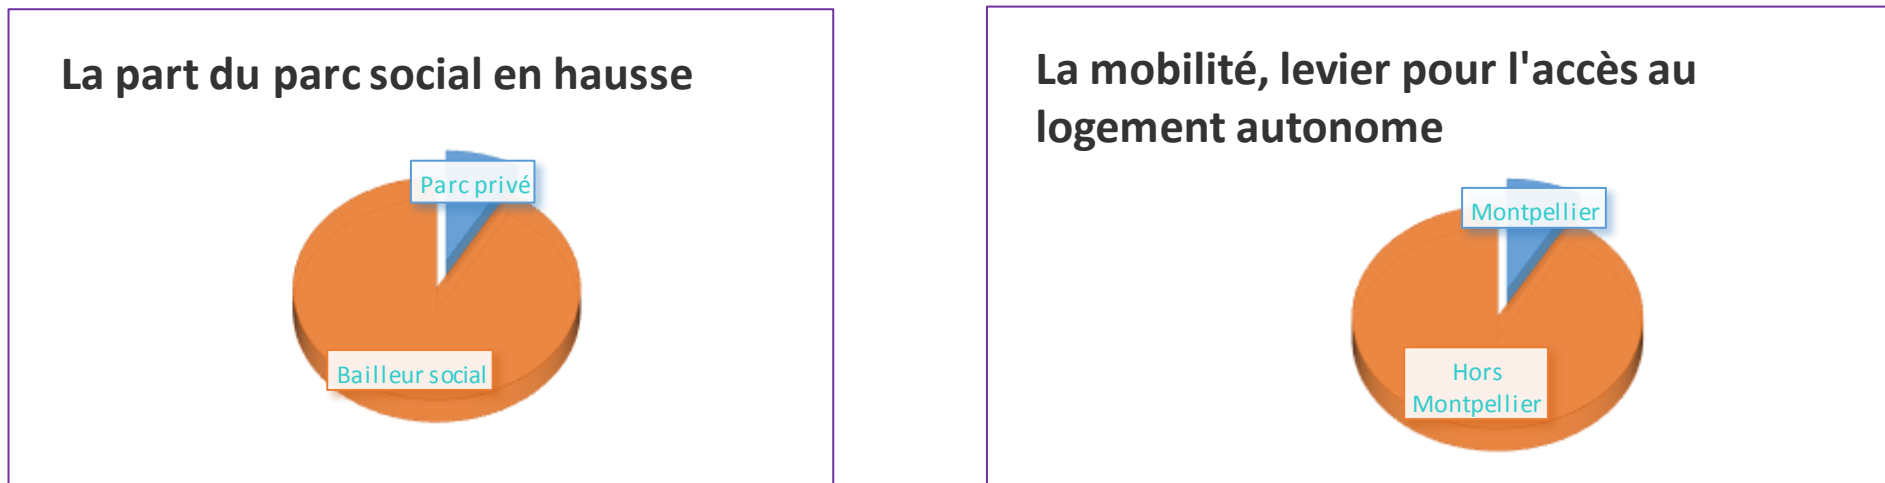 La part du parc social en hausse
Parc privé
Bailleur social
La mobilité, levier pour l'accès au
logement autonome
Montpellier
Hors
Montpellier